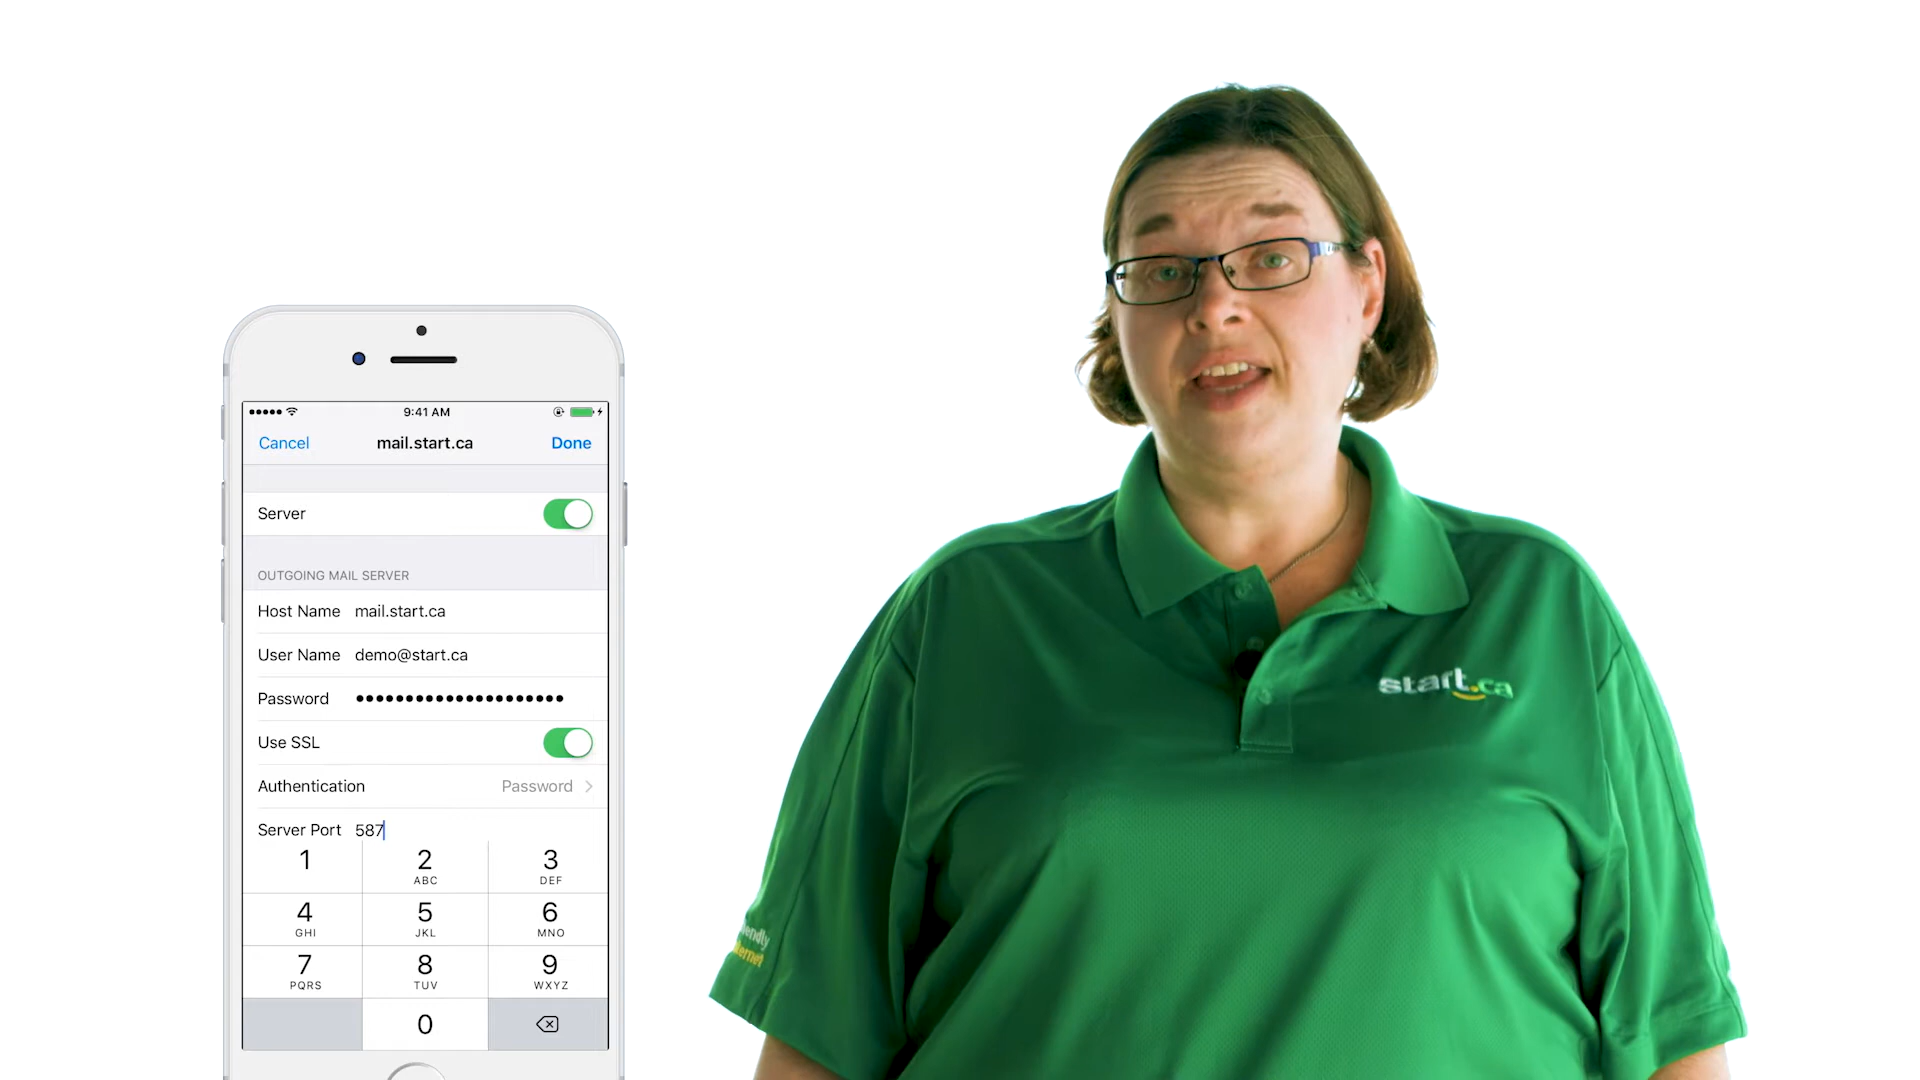 9:41 AM
Cancel mail.start.ca Done
Server
OUTGOING MAIL SERVER
Host Name mail.start.ca
User Name demo@start.ca
Password ••••••••••••••••••••••
Use SSL
Authentication Password
Server Port 587
1 2 3
ABC DEF
4 5 6
GHI JKL MNO
7 8 9
PQRS TUV WXYZ
0
start.ca